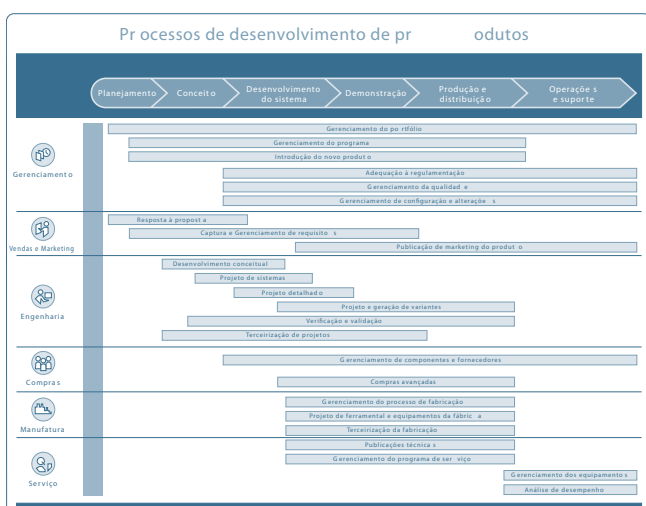 Processos de desenvolvimento de produtos
Planejamento
Conceito
Desenvolvimento
do sistema
Demonstração
Produção e
distribuição
Operações
e suporte
Gerenciamento
Gerenciamento do portfólio
Gerenciamento do programa
Introdução do novo produto
Adequação à regulamentação
Gerenciamento da qualidade
Gerenciamento de configuração e alterações
Vendas e Marketing
Resposta à proposta
Captura e Gerenciamento de requisitos
Publicação de marketing do produto
Engenharia
Desenvolvimento conceitual
Projeto de sistemas
Projeto detalhado
Projeto e geração de variantes
Verificação e validação
Terceirização de projetos
Compras
Gerenciamento de componentes e fornecedores
Compras avançadas
Manufatura
Gerenciamento do processo de fabricação
Projeto de ferramental e equipamentos da fábrica
Terceirização da fabricação
Serviço
Publicações técnicas
Gerenciamento do programa de serviço
Gerenciamento dos equipamentos
Análise de desempenho